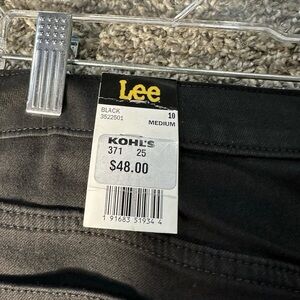 Lee
BLACK
3522501
10
MEDIUM
KOHL'S
371 25
$48.00
1 91683 51934 4